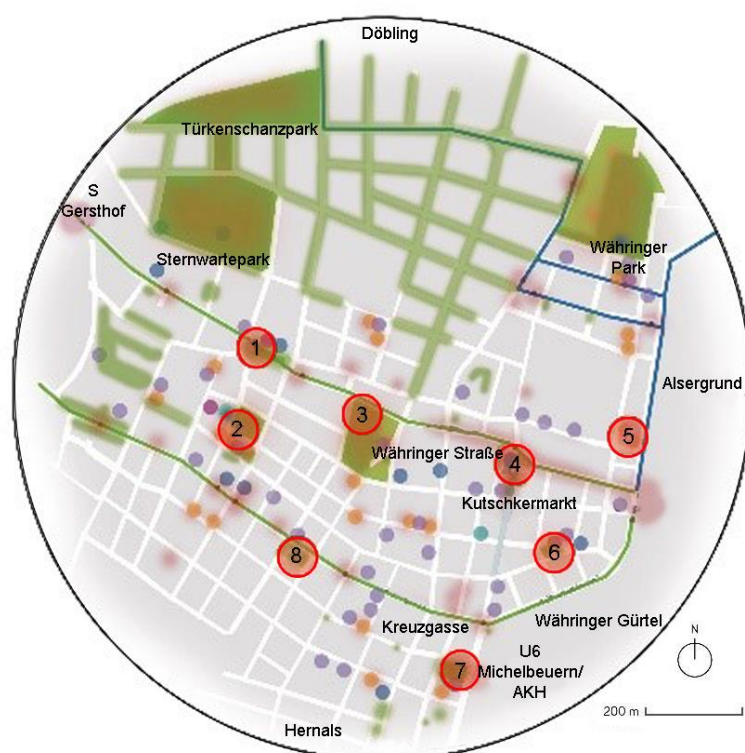 Döbling
Türkenschanzpark
S
Gersthof
Sternwartepark
Währinger
Park
1
Alsergrund
2
3
Währinger Straße
4
5
Kutschkermarkt
6
8
Kreuzgasse
Währinger Gürtel
7
U6
Michelbeuern/
AKH
N
200 m
Hernals